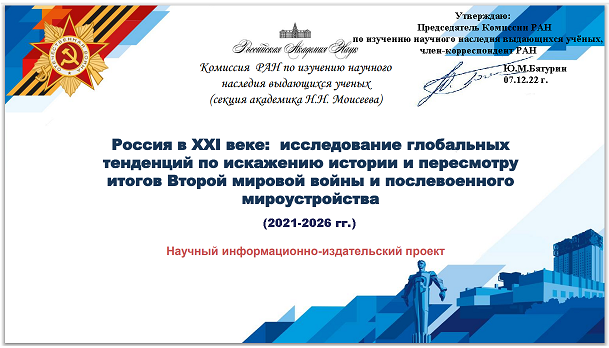 ОТЕЧЕСТВЕННАЯ ВОЙНА
Российская Академия Наук
Комиссия РАН по изучению научного
наследия выдающихся ученых
(секция академика Н.Н. Моисеева)
Утверждаю:
Председатель Комиссии РАН
по изучению научного наследия выдающихся учёных,
член-корреспондент РАН
Ю.М.Батурин
07.12.22 г.
Россия в XXI веке: исследование глобальных
тенденций по искажению истории и пересмотру
итогов Второй мировой войны и послевоенного
мироустройства
(2021-2026 гг.)
Научный информационно-издательский проект